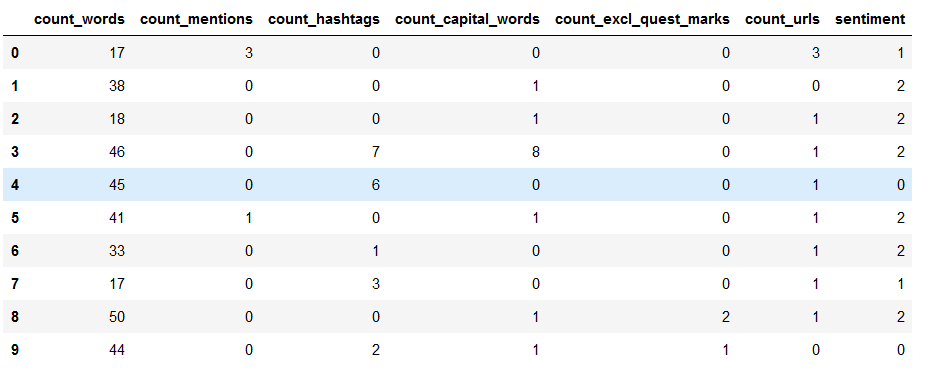 count_words count_mentions count_hashtags count_capital_words count_excl_quest_marks count_urls sentiment
0 17 3 0 0 0 3 1
1 38 0 0 1 0 0 2
2 18 0 0 1 0 1 2
3 46 0 7 8 0 1 2
4 45 0 6 0 0 1 0
5 41 1 0 1 0 1 2
6 33 0 1 0 0 1 2
7 17 0 3 0 0 1 1
8 50 0 0 1 2 1 2
9 44 0 2 1 1 0 0